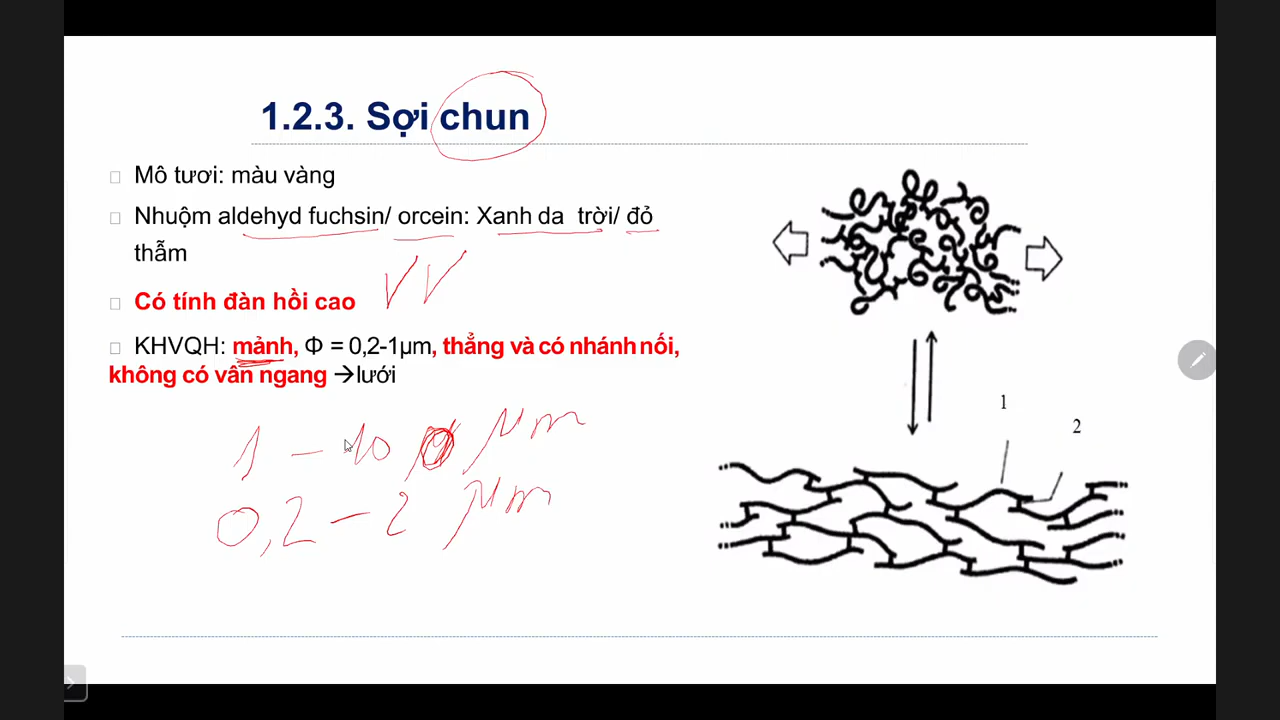 1.2.3. Sợi chun
Mô tươi: màu vàng
Nhuộm aldehyd fuchsin/ orcein: Xanh da trời/ đỏ
thẫm
Có tính đàn hồi cao
KHVQH: mảnh, Φ = 0,2-1µm, thẳng và có nhánh nối,
không có vân ngang →lưới
1
2
1 – 10 µm
0,2 – 2 µm